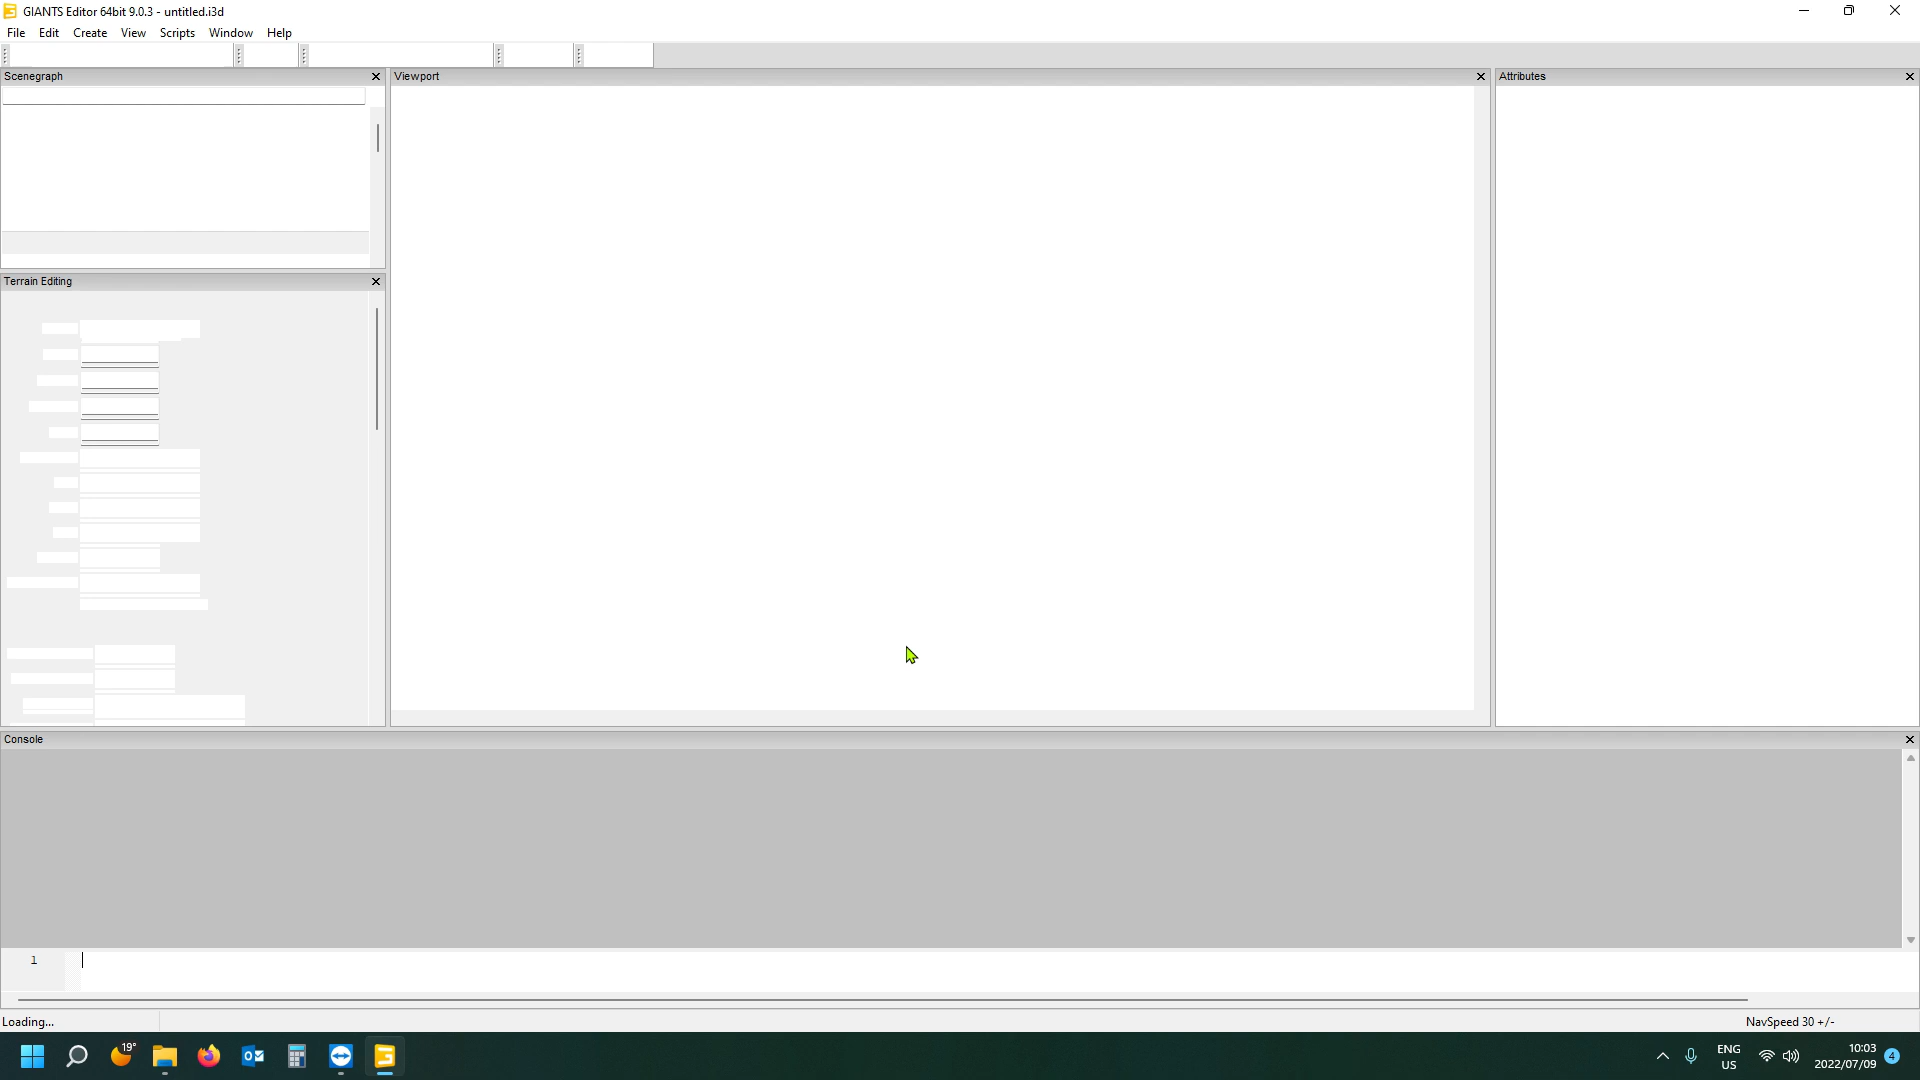 GIANTS Editor 64bit 9.0.3 - untitled.i3d
File Edit Create View Scripts Window Help
Scenegraph
Viewport
Attributes
Terrain Editing
Console
1
Loading...
NavSpeed 30 +/-
19°
ENG
US
10:03
2022/07/09
4